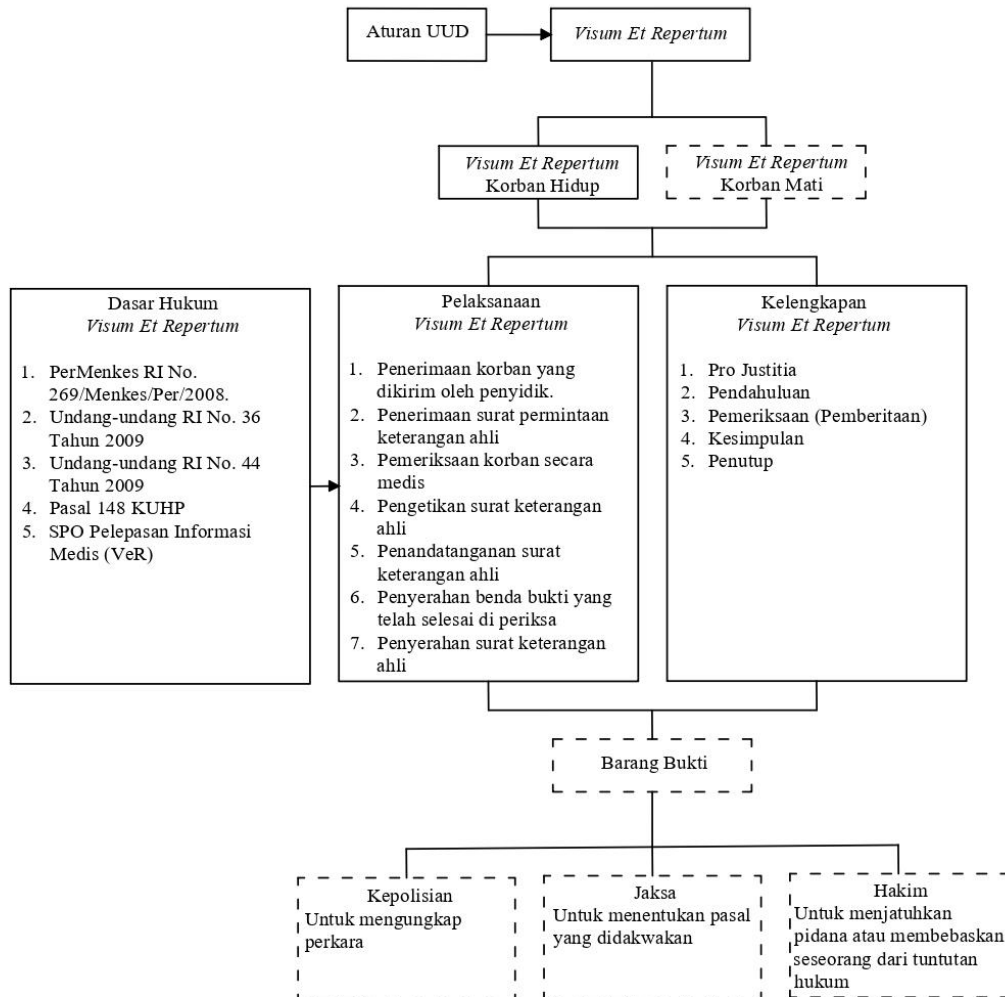 Aturan UUD
Visum Et Repertum
Visum Et Repertum
Korban Hidup
Visum Et Repertum
Korban Mati
Dasar Hukum
Visum Et Repertum
1. PerMenkes RI No.
269/Menkes/Per/2008.
2. Undang-undang RI No. 36
Tahun 2009
3. Undang-undang RI No. 44
Tahun 2009
4. Pasal 148 KUHP
5. SPO Pelepasan Informasi
Medis (VeR)
Pelaksanaan
Visum Et Repertum
1. Penerimaan korban yang
dikirim oleh penyidik.
2. Penerimaan surat permintaan
keterangan ahli
3. Pemeriksaan korban secara
medis
4. Pengetikan surat keterangan
ahli
5. Penandatanganan surat
keterangan ahli
6. Penyerahan benda bukti yang
telah selesai di periksa
7. Penyerahan surat keterangan
ahli
Kelengkapan
Visum Et Repertum
1. Pro Justitia
2. Pendahuluan
3. Pemeriksaan (Pemberitaan)
4. Kesimpulan
5. Penutup
Barang Bukti
Kepolisian
Untuk mengungkap
perkara
Jaksa
Untuk menentukan pasal
yang didakwakan
Hakim
Untuk menjatuhkan
pidana atau membebaskan
seseorang dari tuntutan
hukum